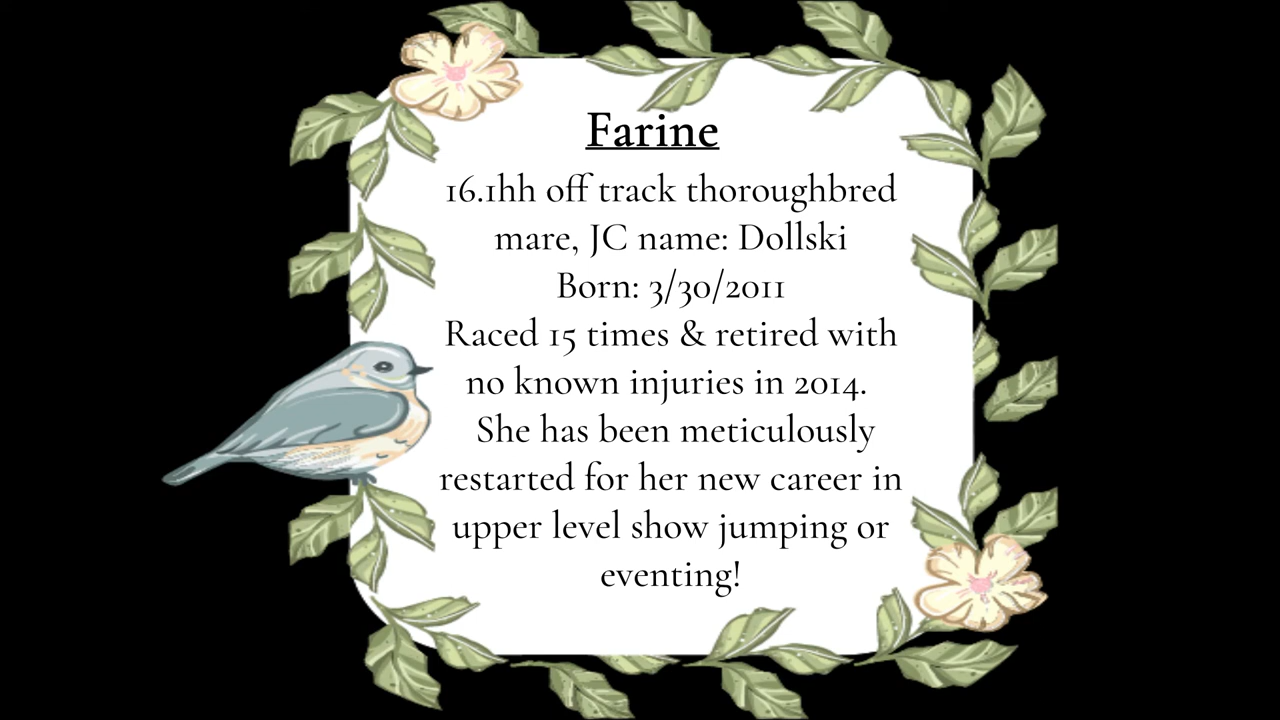 Farine
16.1hh off track thoroughbred
mare, JC name: Dollski
Born: 3/30/2011
Raced 15 times & retired with
no known injuries in 2014.
She has been meticulously
restarted for her new career in
upper level show jumping or
eventing!